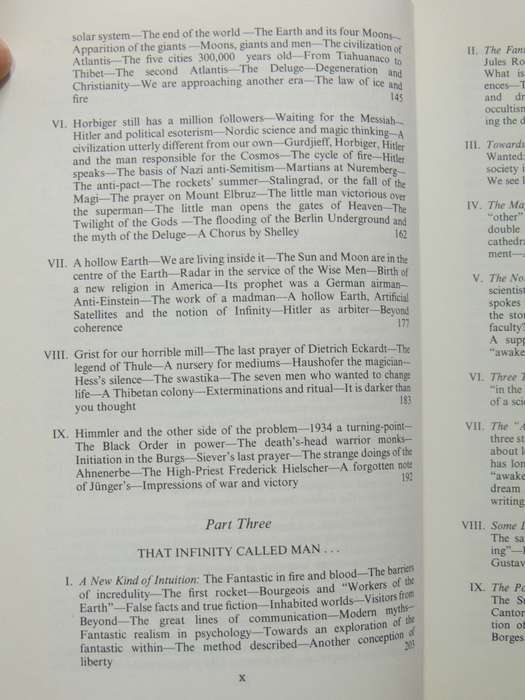 solar system—The end of the world —The Earth and its four Moons—
Apparition of the giants —Moons, giants and men—The civilization of
Atlantis—The five cities 300,000 years old—From Tiahuanaco to
Thibet—The second Atlantis—The Deluge—Degeneration and
Christianity—We are approaching another era—The law of ice and
fire 145
VI. Horbiger still has a million followers—Waiting for the Messiah—
Hitler and political esoterism—Nordic science and magic thinking—A
civilization utterly different from our own—Gurdjieff, Horbiger, Hitler
and the man responsible for the Cosmos—The cycle of fire—Hitler
speaks—The basis of Nazi anti-Semitism—Martians at Nuremberg—
The anti-pact—The rockets' summer—Stalingrad, or the fall of the
Magi—The prayer on Mount Elbruz—The little man victorious over
the superman—The little man opens the gates of Heaven—The
Twilight of the Gods —The flooding of the Berlin Underground and
the myth of the Deluge—A Chorus by Shelley 162
VII. A hollow Earth—We are living inside it—The Sun and Moon are in the
centre of the Earth—Radar in the service of the Wise Men—Birth of
a new religion in America—Its prophet was a German airman—
Anti-Einstein—The work of a madman—A hollow Earth, Artificial
Satellites and the notion of Infinity—Hitler as arbiter—Beyond
coherence 177
VIII. Grist for our horrible mill—The last prayer of Dietrich Eckardt—The
legend of Thule—A nursery for mediums—Haushofer the magician—
Hess's silence—The swastika—The seven men who wanted to change
life—A Thibetan colony—Exterminations and ritual—It is darker than
you thought 183
IX. Himmler and the other side of the problem—1934 a turning-point—
The Black Order in power—The death's-head warrior monks—
Initiation in the Burgs—Siever's last prayer—The strange doings of the
Ahnenerbe—The High-Priest Frederick Hielscher—A forgotten note
of Jünger's—Impressions of war and victory 192
Part Three
THAT INFINITY CALLED MAN . . .
I. A New Kind of Intuition: The Fantastic in fire and blood—The barriers
of incredulity—The first rocket—Bourgeois and "Workers of the
Earth"—False facts and true fiction—Inhabited worlds—Visitors from
Beyond—The great lines of communication—Modern myths—
Fantastic realism in psychology—Towards an exploration of the
fantastic within—The method described—Another conception of
liberty 203
x
II. The Fan
Jules Ro
What is
ences—T
and dr
occultism
ing the d
III. Towards
Wanted:
society i
We see l
IV. The Ma
"other"
double
cathedra
ment—
V. The No
scientist
spokes
the stor
faculty?
A supp
"awake
VI. Three T
"in the
of a sci
VII. The "A
three st
about l
has lon
"awake
dream
writing
VIII. Some D
The sa
ing"—
Gustav
IX. The Po
The Su
Cantor
tion of
Borges